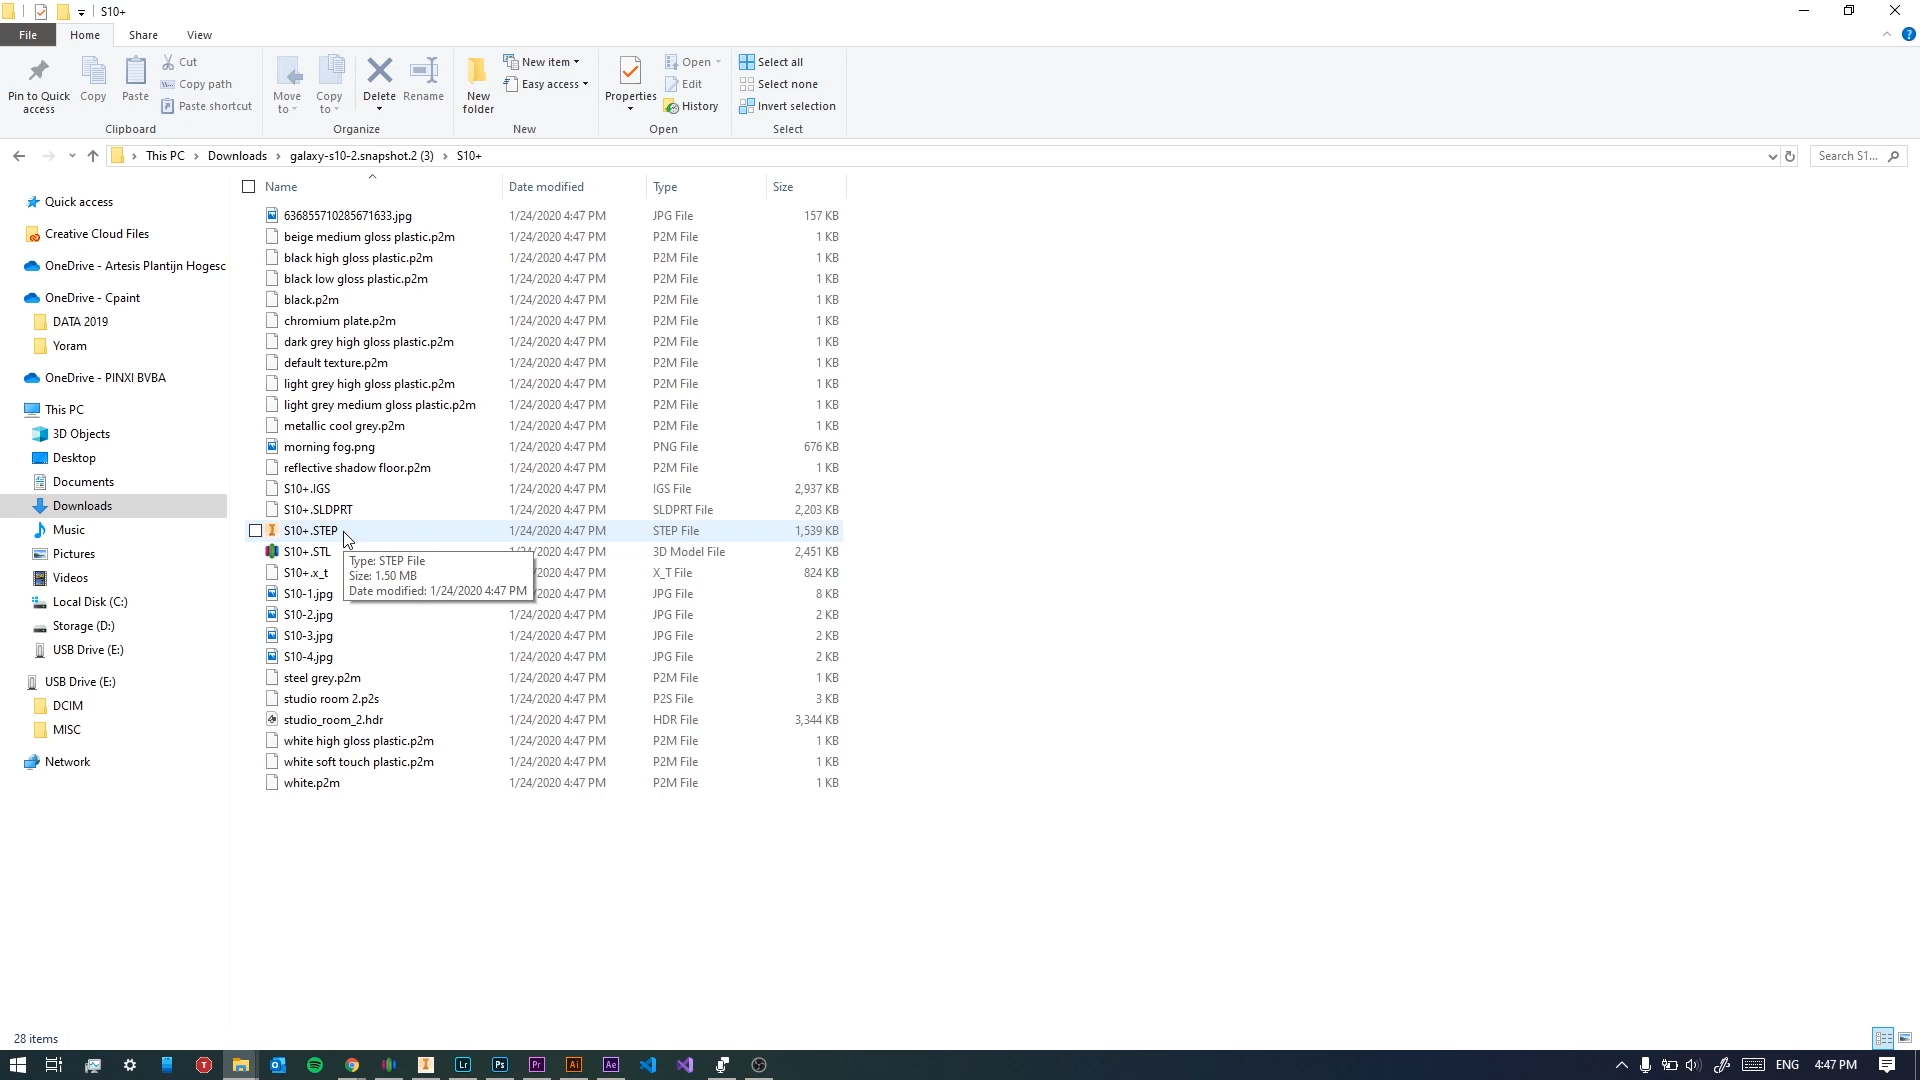 S10+
File
Home
Share
View
Pin to Quick access
Copy
Paste
Cut
Copy path
Paste shortcut
Clipboard
Move to
Copy to
Delete
Rename
Organize
New folder
New item
Easy access
New
Properties
Open
Edit
History
Open
Select all
Select none
Invert selection
Select
This PC > Downloads > galaxy-s10-2.snapshot.2 (3) > S10+
Search S1...
Quick access
Creative Cloud Files
OneDrive - Artesis Plantijn Hogesc
OneDrive - Cpaint
DATA 2019
Yoram
OneDrive - PINXI BVBA
This PC
3D Objects
Desktop
Documents
Downloads
Music
Pictures
Videos
Local Disk (C:)
Storage (D:)
USB Drive (E:)
USB Drive (E:)
DCIM
MISC
Network
Name Date modified Type Size
636855710285671633.jpg 1/24/2020 4:47 PM JPG File 157 KB
beige medium gloss plastic.p2m 1/24/2020 4:47 PM P2M File 1 KB
black high gloss plastic.p2m 1/24/2020 4:47 PM P2M File 1 KB
black low gloss plastic.p2m 1/24/2020 4:47 PM P2M File 1 KB
black.p2m 1/24/2020 4:47 PM P2M File 1 KB
chromium plate.p2m 1/24/2020 4:47 PM P2M File 1 KB
dark grey high gloss plastic.p2m 1/24/2020 4:47 PM P2M File 1 KB
default texture.p2m 1/24/2020 4:47 PM P2M File 1 KB
light grey high gloss plastic.p2m 1/24/2020 4:47 PM P2M File 1 KB
light grey medium gloss plastic.p2m 1/24/2020 4:47 PM P2M File 1 KB
metallic cool grey.p2m 1/24/2020 4:47 PM P2M File 1 KB
morning fog.png 1/24/2020 4:47 PM PNG File 676 KB
reflective shadow floor.p2m 1/24/2020 4:47 PM P2M File 1 KB
S10+.IGS 1/24/2020 4:47 PM IGS File 2,937 KB
S10+.SLDPRT 1/24/2020 4:47 PM SLDPRT File 2,203 KB
S10+.STEP 1/24/2020 4:47 PM STEP File 1,539 KB
S10+.STL 1/24/2020 4:47 PM 3D Model File 2,451 KB
S10+.x_t /2020 4:47 PM X_T File 824 KB
S10-1.jpg /2020 4:47 PM JPG File 8 KB
Type: STEP File
Size: 1.50 MB
Date modified: 1/24/2020 4:47 PM
S10-2.jpg 1/24/2020 4:47 PM JPG File 2 KB
S10-3.jpg 1/24/2020 4:47 PM JPG File 2 KB
S10-4.jpg 1/24/2020 4:47 PM JPG File 2 KB
steel grey.p2m 1/24/2020 4:47 PM P2M File 1 KB
studio room 2.p2s 1/24/2020 4:47 PM P2S File 3 KB
studio_room_2.hdr 1/24/2020 4:47 PM HDR File 3,344 KB
white high gloss plastic.p2m 1/24/2020 4:47 PM P2M File 1 KB
white soft touch plastic.p2m 1/24/2020 4:47 PM P2M File 1 KB
white.p2m 1/24/2020 4:47 PM P2M File 1 KB
28 items
T
I
Lr
Ps
Pr
Ai
Ae
ENG
4:47 PM